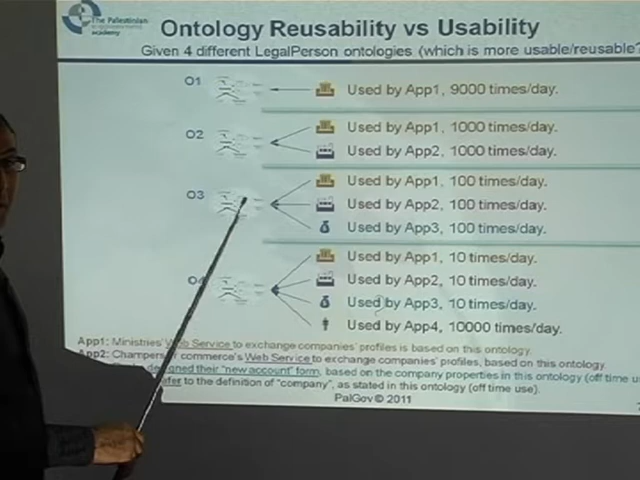 The Palestinian
academy
Ontology Reusability vs Usability
Given 4 different LegalPerson ontologies (which is more usable/reusable?
O1
Used by App1, 9000 times/day.
O2
Used by App1, 1000 times/day.
Used by App2, 1000 times/day.
O3
Used by App1, 100 times/day.
Used by App2, 100 times/day.
Used by App3, 100 times/day.
O4
Used by App1, 10 times/day.
Used by App2, 10 times/day.
Used by App3, 10 times/day.
Used by App4, 10000 times/day.
App1: Ministries' Web Service to exchange companies' profiles is based on this ontology.
App2: Champers commerce's Web Service to exchange companies' profiles, based on this ontology.
designed their "new account" form, based on the company properties in this ontology (off time
refer to the definition of "company", as stated in this ontology (off time use).
PalGov © 2011